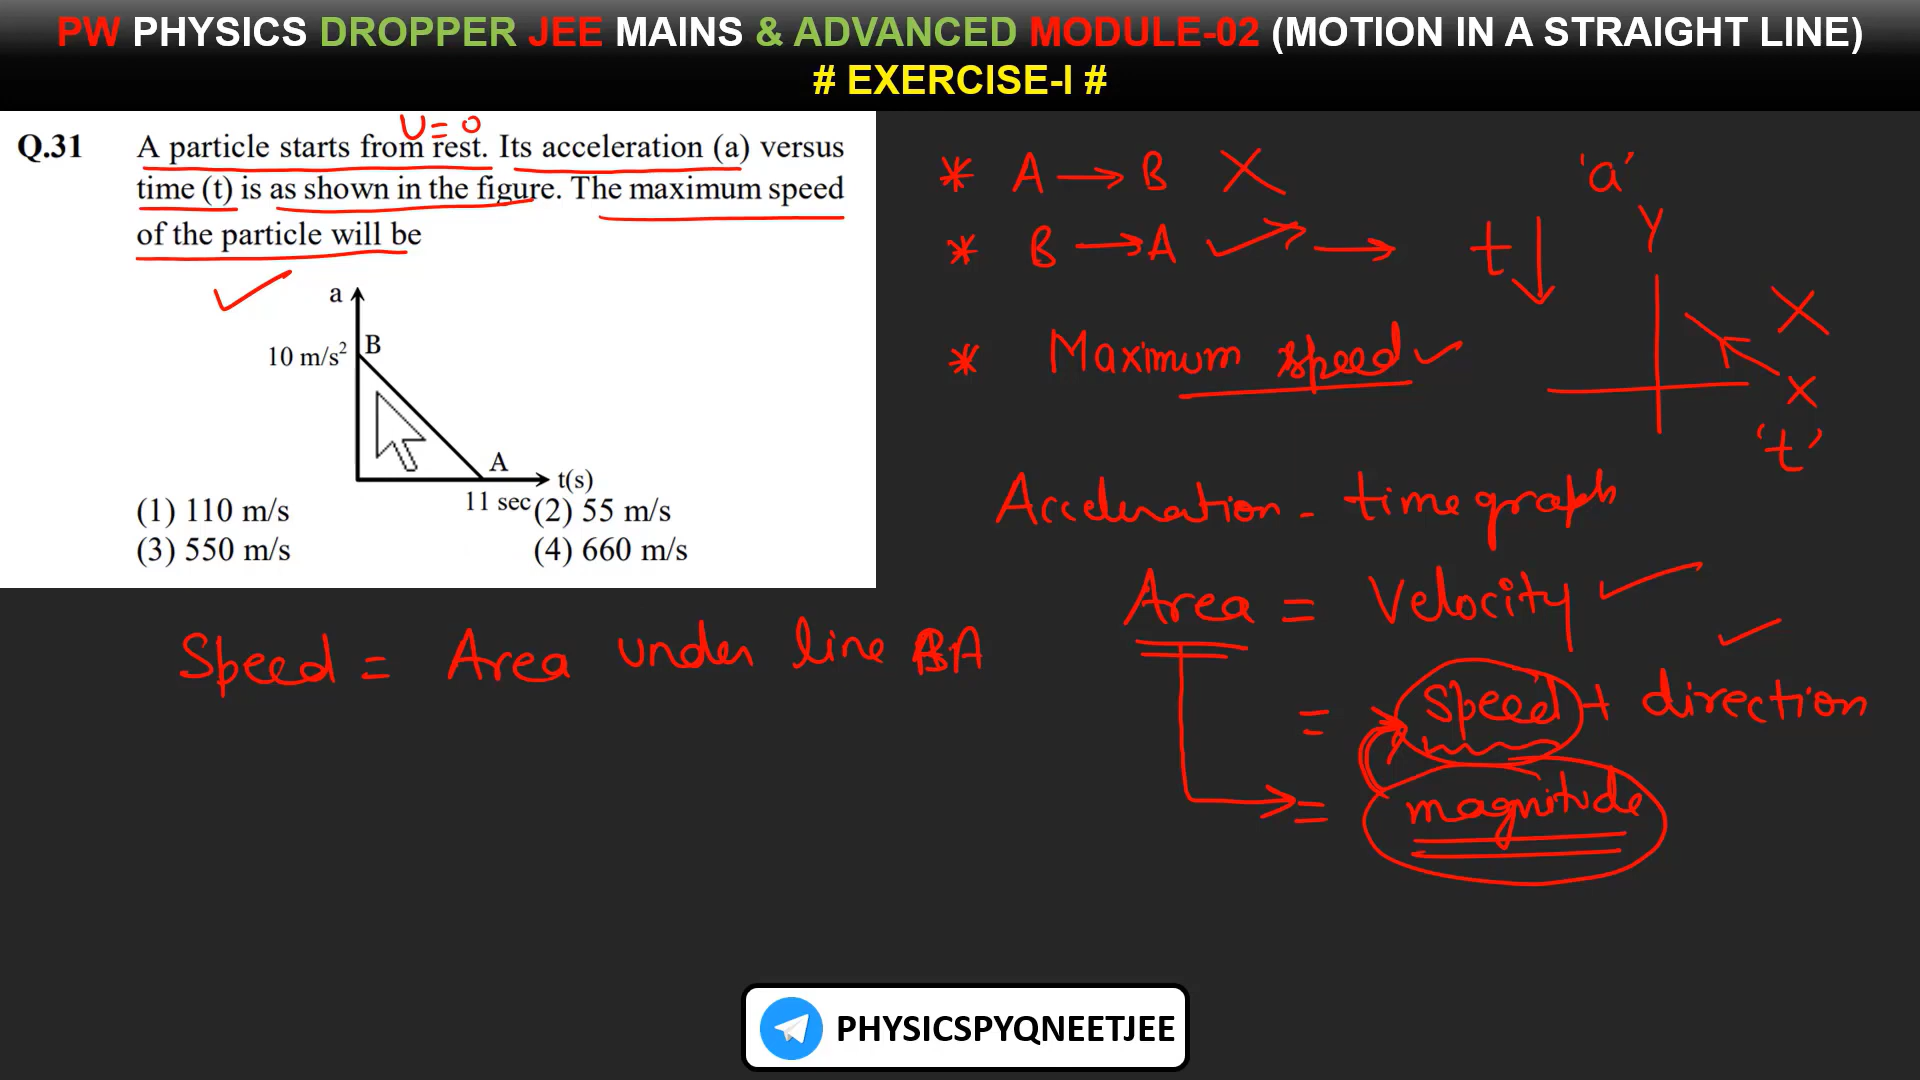 PW PHYSICS DROPPER JEE MAINS & ADVANCED MODULE-02 (MOTION IN A STRAIGHT LINE)
# EXERCISE-I #
U = 0
Q.31 A particle starts from rest. Its acceleration (a) versus
time (t) is as shown in the figure. The maximum speed
of the particle will be
a
B
10 m/s²
A
t(s)
11 sec
(1) 110 m/s (2) 55 m/s
(3) 550 m/s (4) 660 m/s
* A → B X
* B → A ✓ → t ↓
* Maximum speed ✓
'a'
Y
X
X
't'
Acceleration - time graph
Area = Velocity ✓
= speed + direction
= magnitude
Speed = Area under line BA
PHYSICSPYQNEETJEE